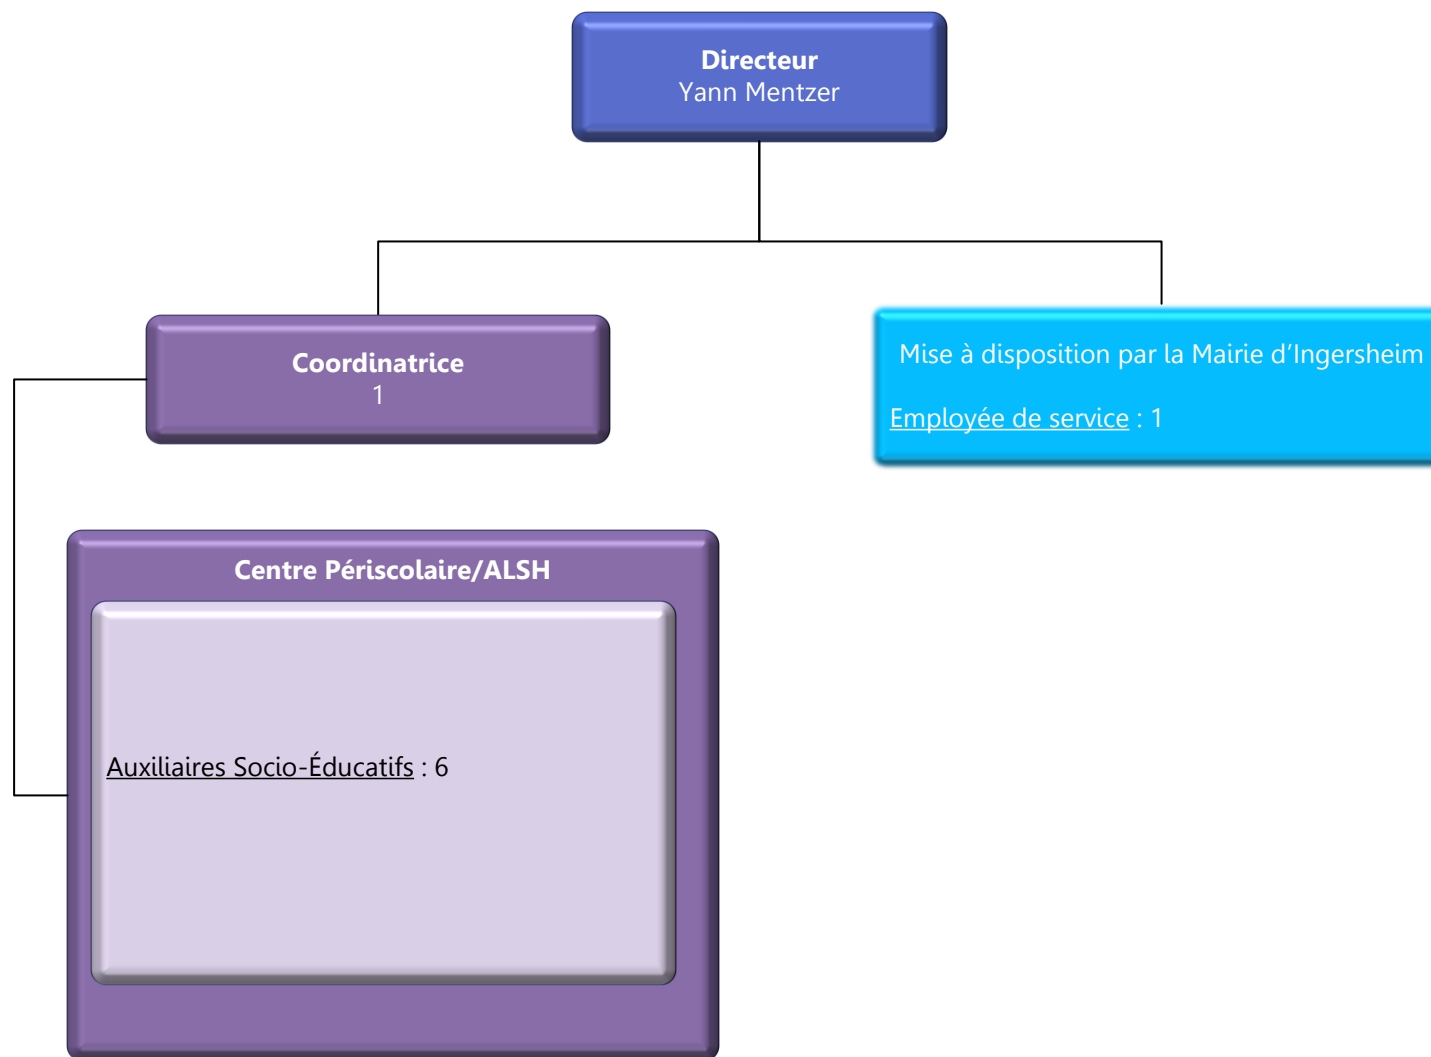 Directeur
Yann Mentzer
Coordinatrice
1
Mise à disposition par la Mairie d’Ingersheim
Employée de service : 1
Centre Périscolaire/ALSH
Auxiliaires Socio-Éducatifs : 6